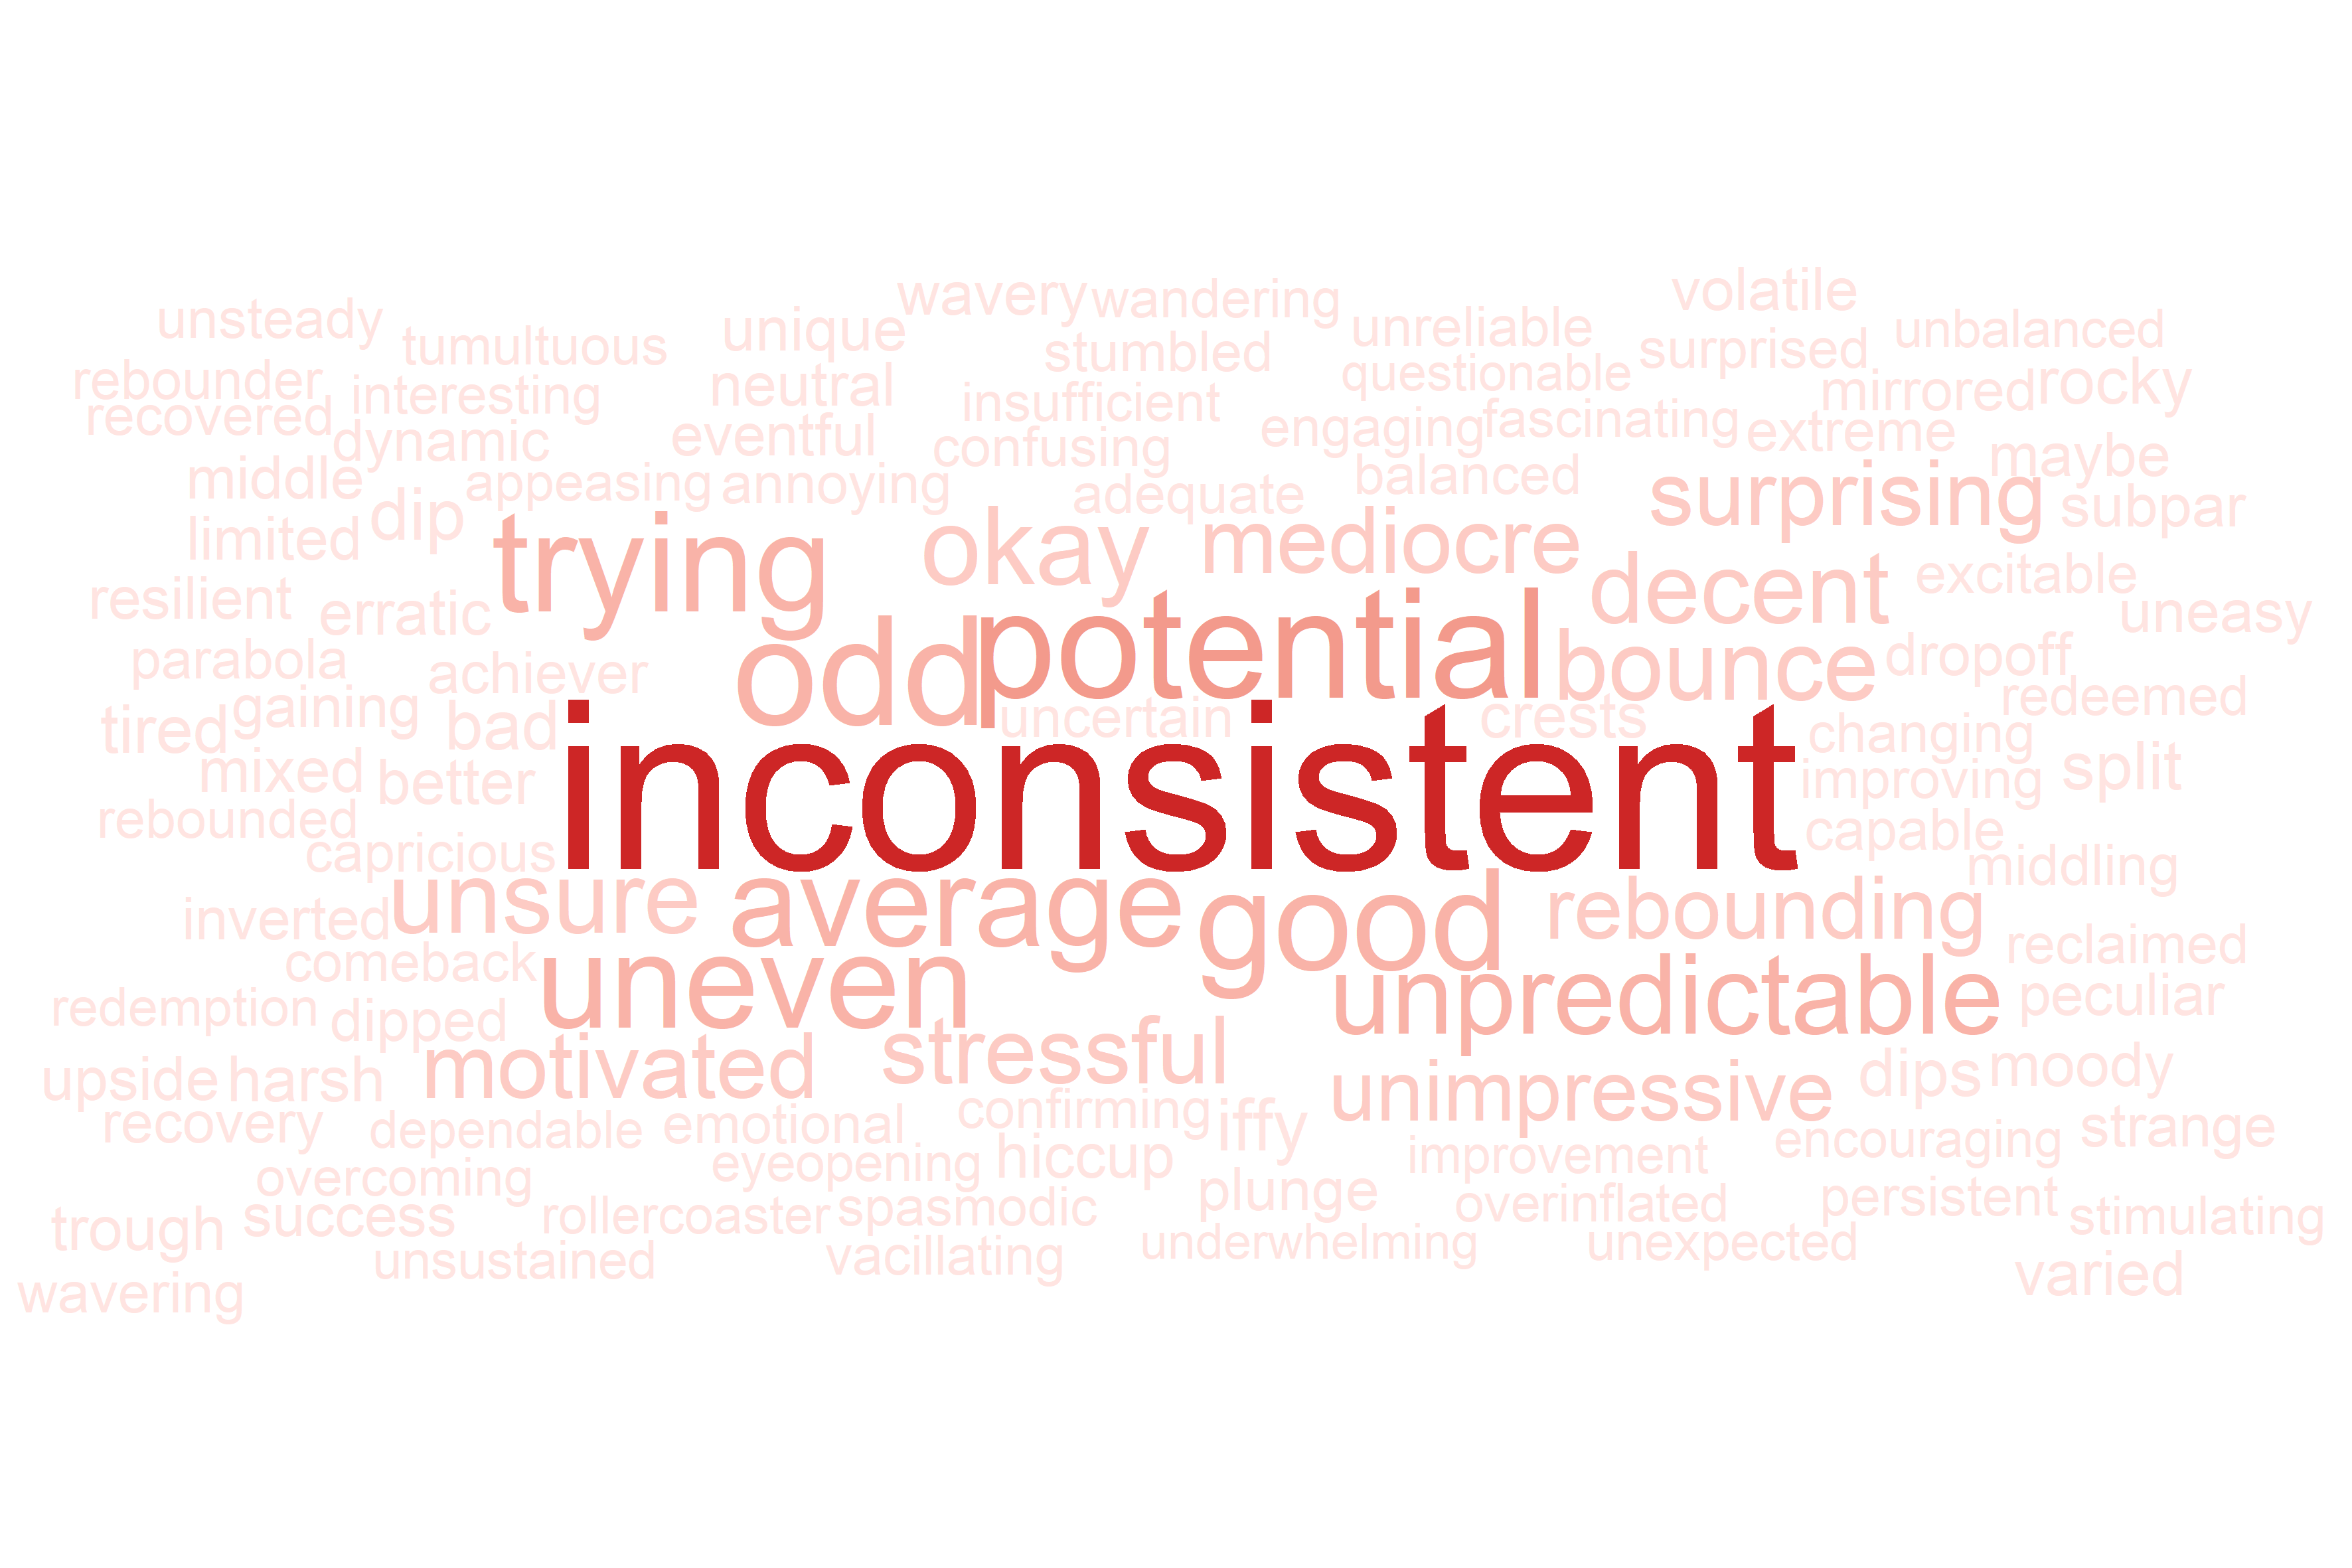 wavery wandering volatile
unsteady tumultuous unique stumbled unreliable surprised unbalanced
rebounder interesting neutral insufficient questionable mirrored rocky
recovered dynamic eventful confusing engaging fascinating extreme maybe
middle dip appeasing annoying adequate balanced surprising subpar
limited trying okay mediocre decent excitable
resilient erratic odd potential bounce dropoff uneasy
parabola achiever redeemed
tired gaining bad uncertain crests changing
mixed better inconsistent improving split
rebounded capricious capable middling
inverted unsure average good rebounding reclaimed
comeback uneven unpredictable peculiar
redemption dipped
upside harsh motivated stressful unimpressive dips moody
recovery dependable emotional confirming iffy encouraging strange
overcoming eyeopening hiccup improvement
trough success rollercoaster spasmodic plunge overinflated persistent stimulating
unsustained vacillating underwhelming unexpected varied
wavering